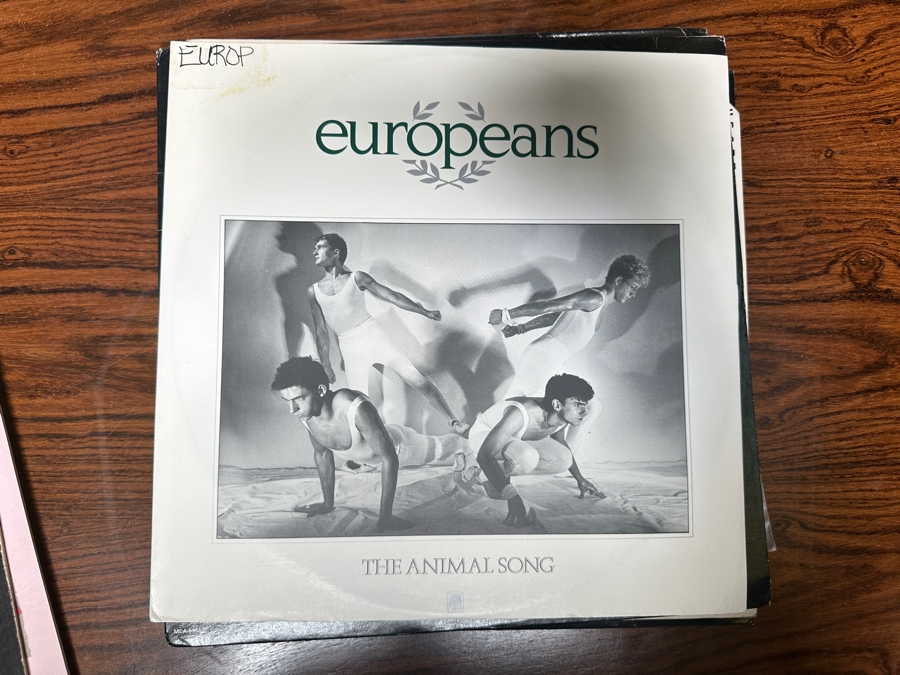 EUROP
europeans
THE ANIMAL SONG